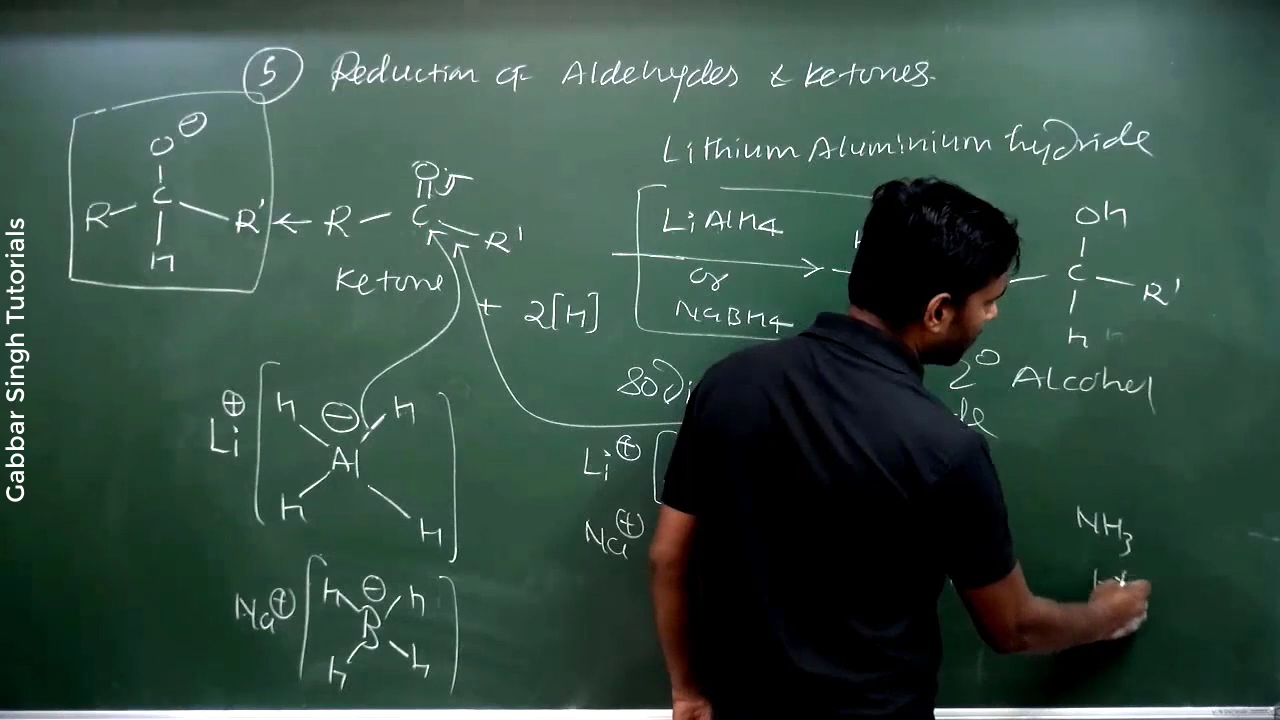 5 Reduction of Aldehydes & Ketones
Lithium Aluminium hydride
O⊖
R-C-R'
H
←
R-C-R'
O
Ketone
+ 2[H]
LiAlH4
or
NaBH4
OH
C-R'
H
2° Alcohol
Li⊕
H ⊖ H
Al
H H
Li⊕
Na⊕
Na⊕
H ⊖ H
B
H H
NH3
Gabbar Singh Tutorials